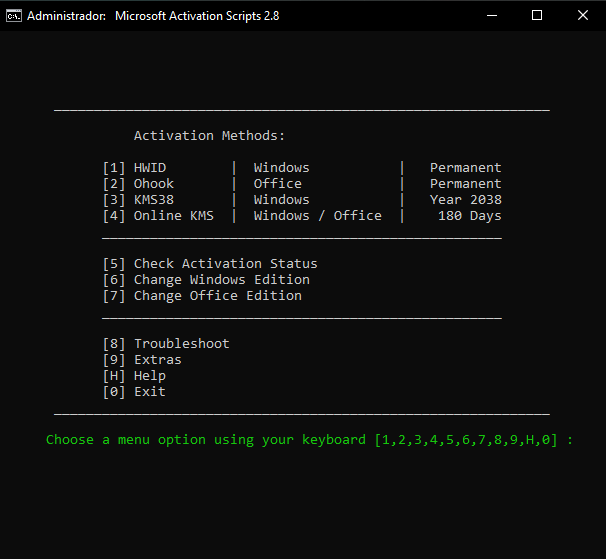 Administrador: Microsoft Activation Scripts 2.8
Activation Methods:
[1] HWID | Windows | Permanent
[2] Ohook | Office | Permanent
[3] KMS38 | Windows | Year 2038
[4] Online KMS | Windows / Office | 180 Days
[5] Check Activation Status
[6] Change Windows Edition
[7] Change Office Edition
[8] Troubleshoot
[9] Extras
[H] Help
[0] Exit
Choose a menu option using your keyboard [1,2,3,4,5,6,7,8,9,H,0] :